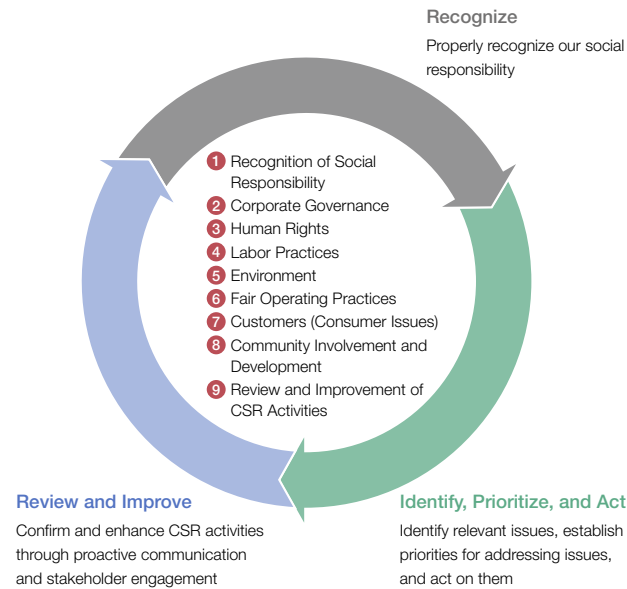 Recognize
Properly recognize our social
responsibility
1 Recognition of Social
Responsibility
2 Corporate Governance
3 Human Rights
4 Labor Practices
5 Environment
6 Fair Operating Practices
7 Customers (Consumer Issues)
8 Community Involvement and
Development
9 Review and Improvement of
CSR Activities
Review and Improve
Confirm and enhance CSR activities
through proactive communication
and stakeholder engagement
Identify, Prioritize, and Act
Identify relevant issues, establish
priorities for addressing issues,
and act on them